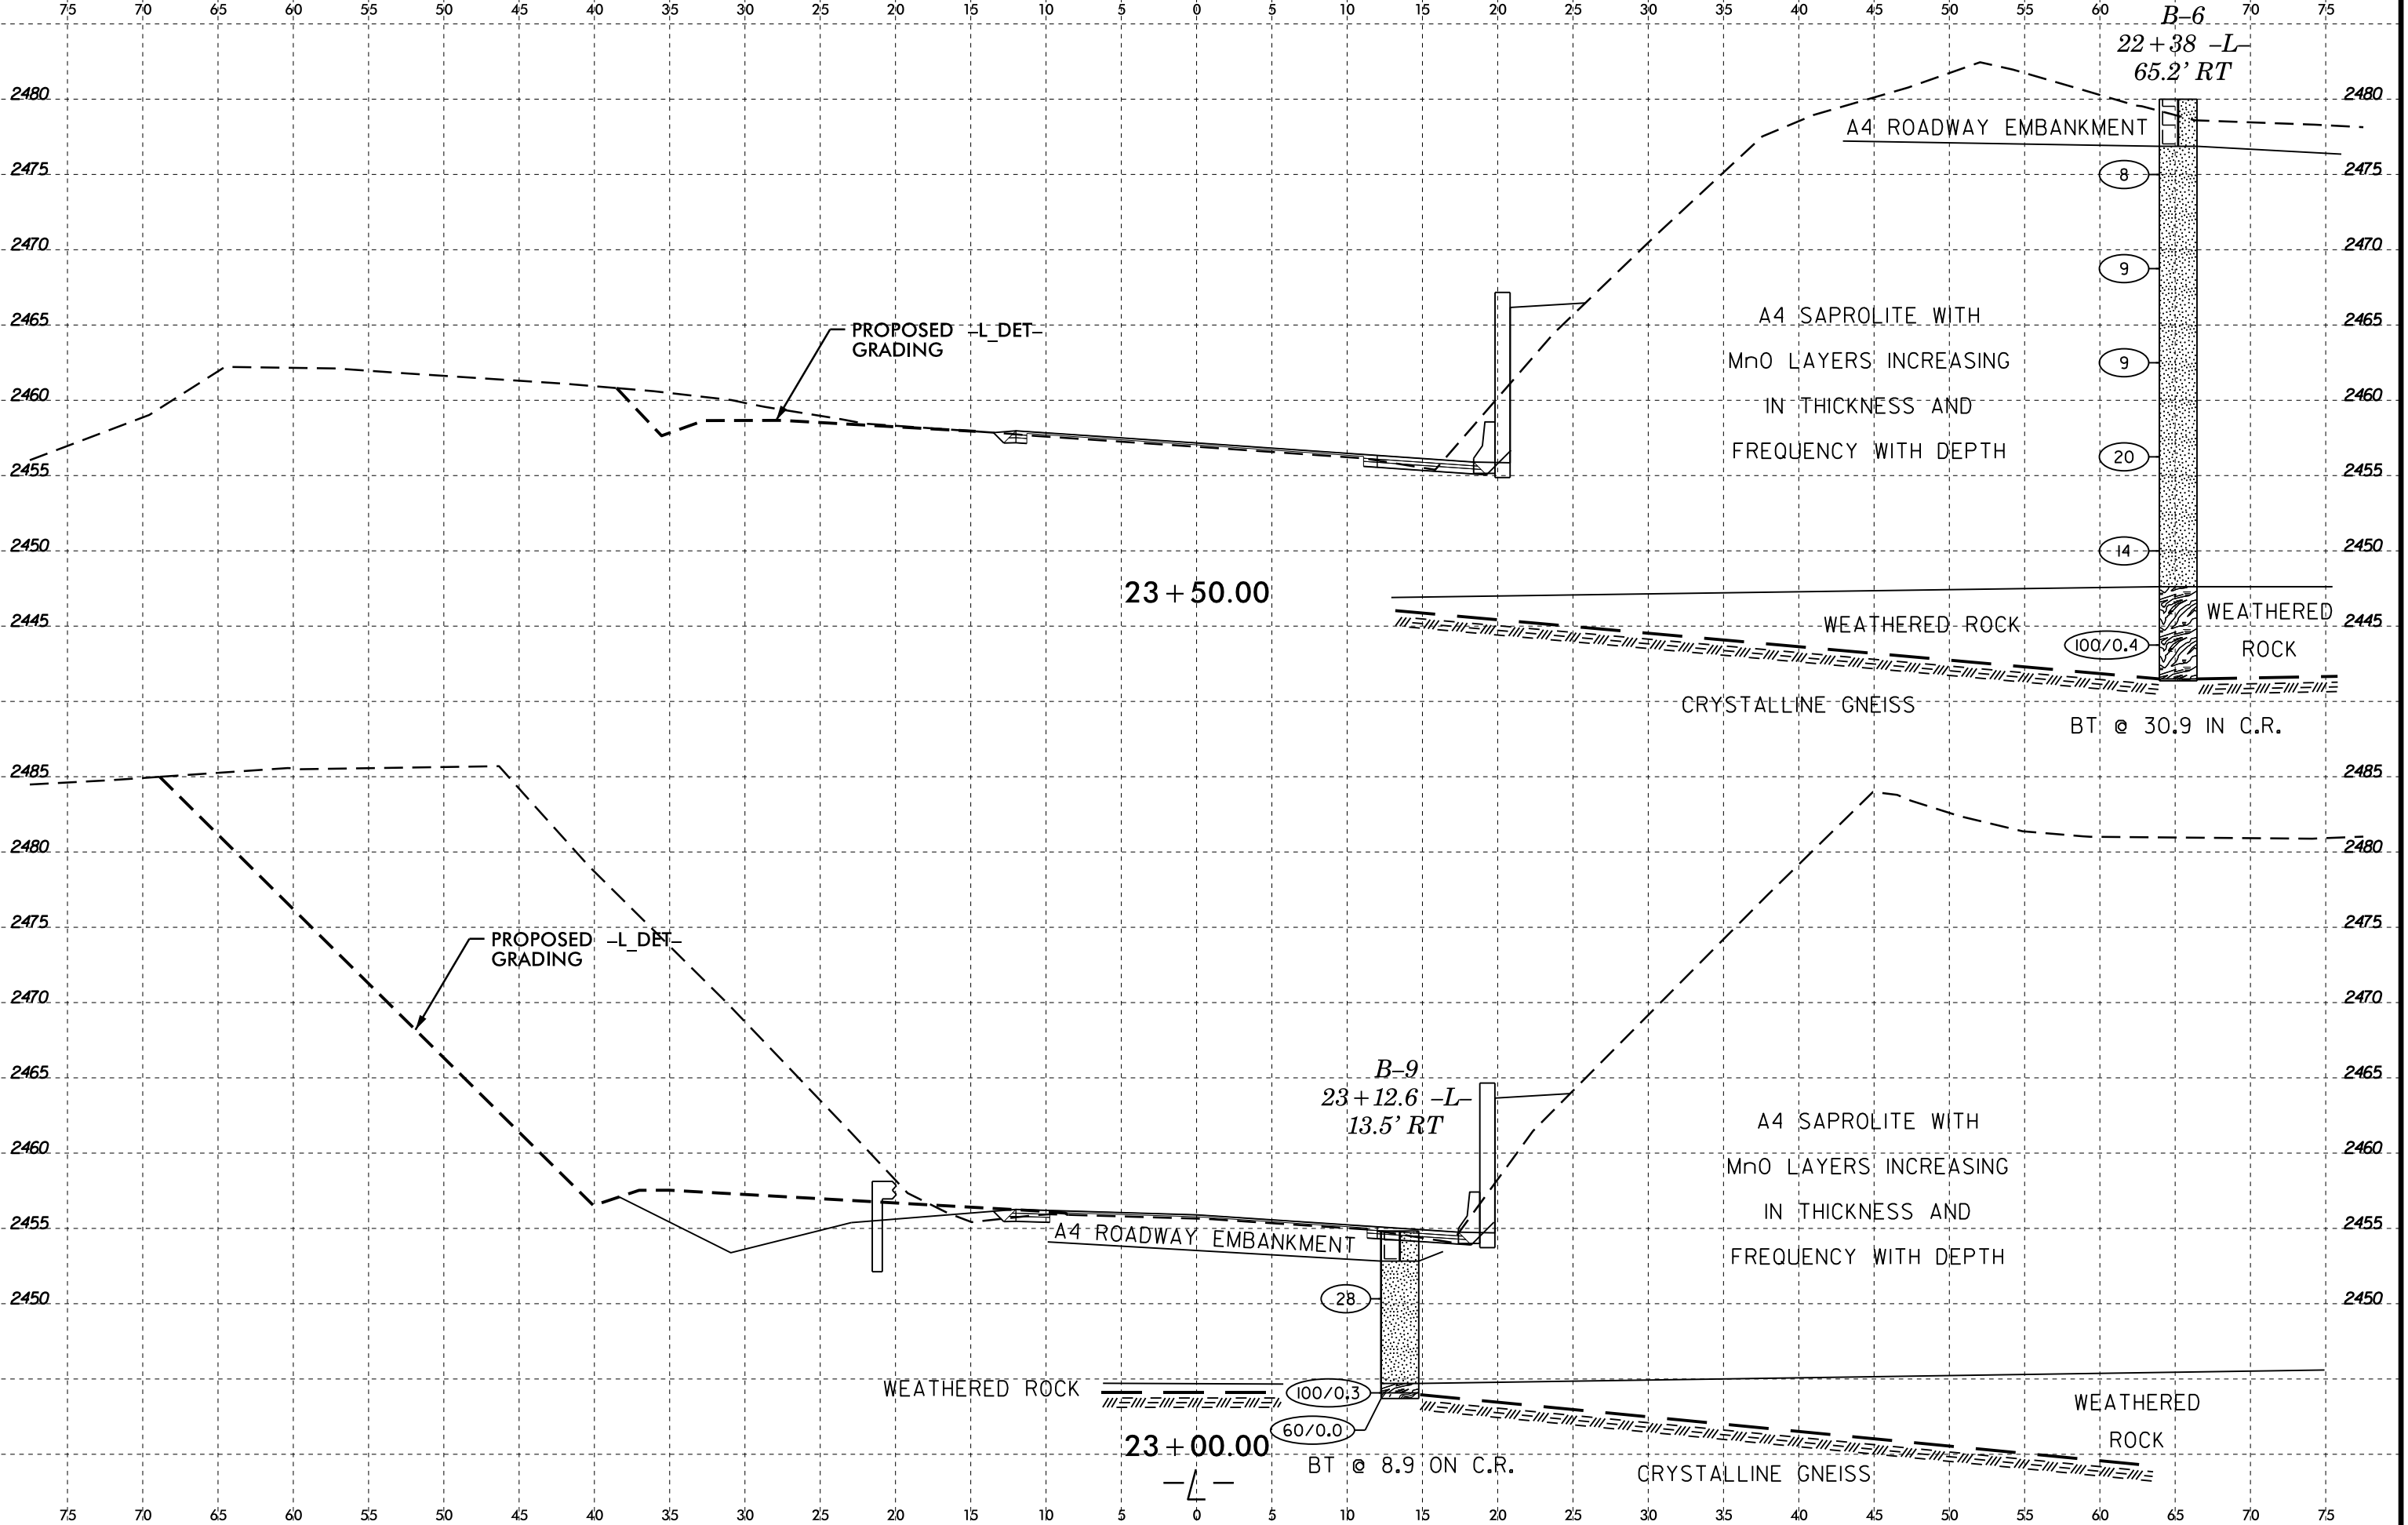 75 70 65 60 55 50 45 40 35 30 25 20 15 10 5 0 5 10 15 20 25 30 35 40 45 50 55 60 65 70 75
B–6
22+38 –L–
65.2' RT
2480 2480
A4 ROADWAY EMBANKMENT
2475 8 2475
2470 2470
9
A4 SAPROLITE WITH
2465 2465
PROPOSED –L_DET–
GRADING
MnO LAYERS INCREASING
9
2460 2460
IN THICKNESS AND
FREQUENCY WITH DEPTH
20
2455 2455
2450 14 2450
23+50.00
WEATHERED
2445 WEATHERED ROCK 2445
100/0.4
ROCK
CRYSTALLINE GNEISS
BT @ 30.9 IN C.R.
2485 2485
2480 2480
2475 2475
PROPOSED –L_DET–
GRADING
2470 2470
2465 2465
B–9
23+12.6 –L–
13.5' RT
A4 SAPROLITE WITH
2460 2460
MnO LAYERS INCREASING
IN THICKNESS AND
2455 2455
A4 ROADWAY EMBANKMENT
FREQUENCY WITH DEPTH
2450 28 2450
WEATHERED ROCK
100/0.3
WEATHERED
60/0.0
23+00.00
ROCK
BT @ 8.9 ON C.R.
CRYSTALLINE GNEISS
–L–
75 70 65 60 55 50 45 40 35 30 25 20 15 10 5 0 5 10 15 20 25 30 35 40 45 50 55 60 65 70 75